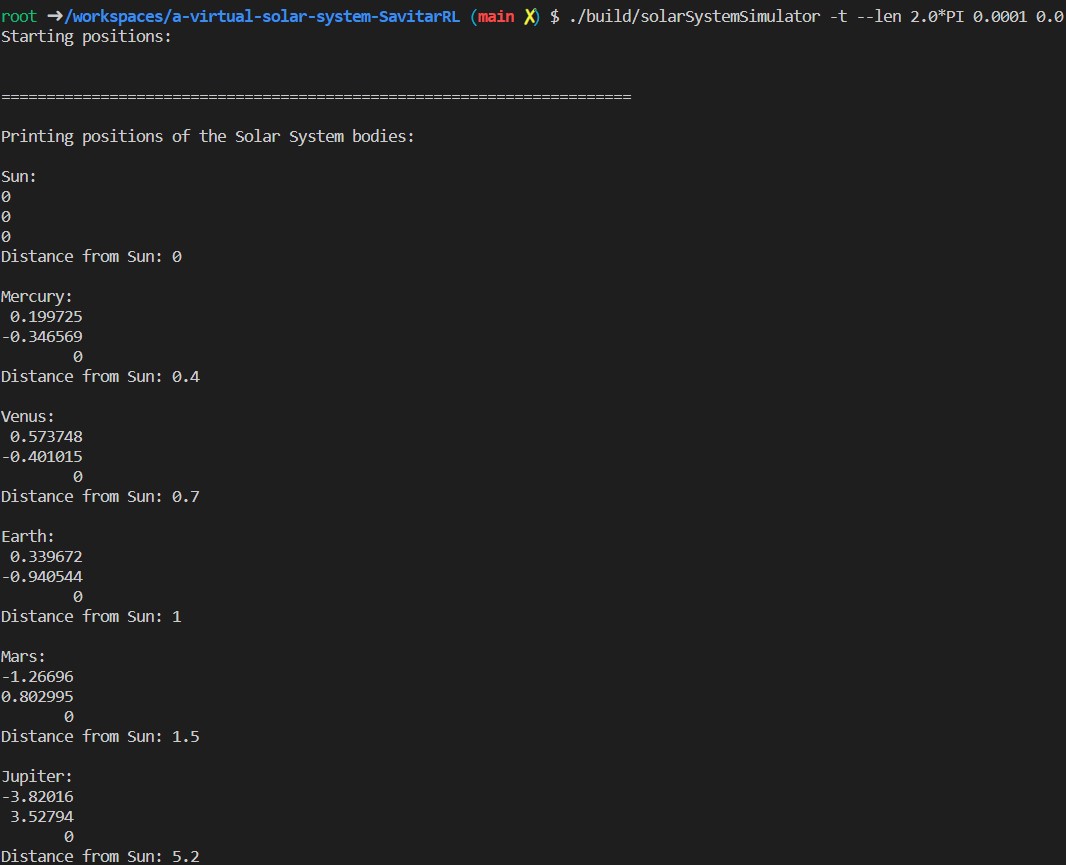 root ➜/workspaces/a-virtual-solar-system-SavitarRL (main ✗) $ ./build/solarSystemSimulator -t --len 2.0*PI 0.0001 0.0
Starting positions:
======================================================================
Printing positions of the Solar System bodies:
Sun:
0
0
0
Distance from Sun: 0
Mercury:
0.199725
-0.346569
0
Distance from Sun: 0.4
Venus:
0.573748
-0.401015
0
Distance from Sun: 0.7
Earth:
0.339672
-0.940544
0
Distance from Sun: 1
Mars:
-1.26696
0.802995
0
Distance from Sun: 1.5
Jupiter:
-3.82016
3.52794
0
Distance from Sun: 5.2